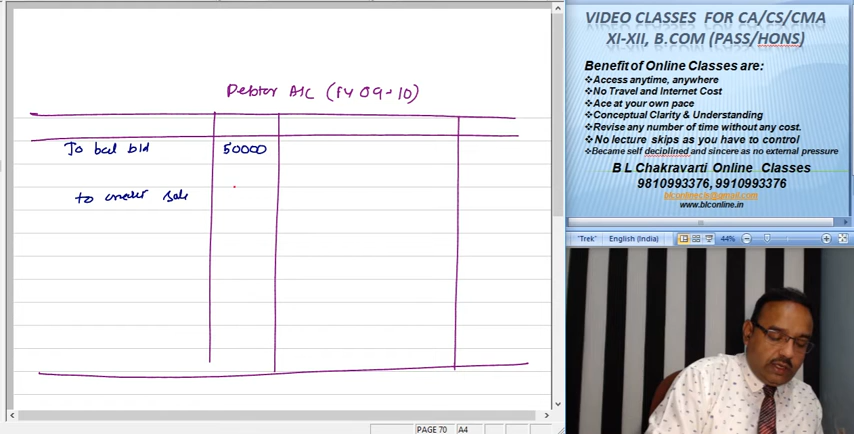 Debtor A/C (FY 09-10)
To bal b/d 50000
to credit sale
PAGE 70 A4
VIDEO CLASSES FOR CA/CS/CMA
XI-XII, B.COM (PASS/HONS)
Benefit of Online Classes are:
❖Access anytime, anywhere
❖No Travel and Internet Cost
❖Ace at your own pace
❖Conceptual Clarity & Understanding
❖Revise any number of time without any cost.
❖No lecture skips as you have to control
❖Became self deciplined and sincere as no external pressure
B L Chakravarti Online Classes
9810993376, 9910993376
www.blconline.in
"Trek" English (India) 44%